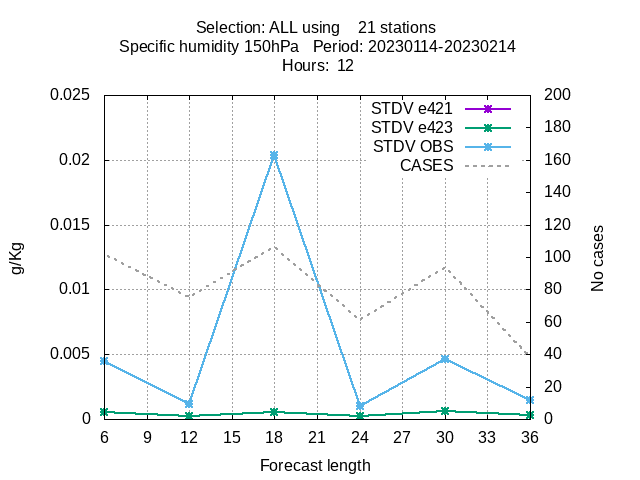 Selection: ALL using    21 stations
Specific humidity 150hPa   Period: 20230114-20230214
Hours:  12
STDV e421
STDV e423
STDV OBS
CASES
0.025
0.02
0.015
0.01
0.005
0
g/Kg
200
180
160
140
120
100
80
60
40
20
0
No cases
6 9 12 15 18 21 24 27 30 33 36
Forecast length